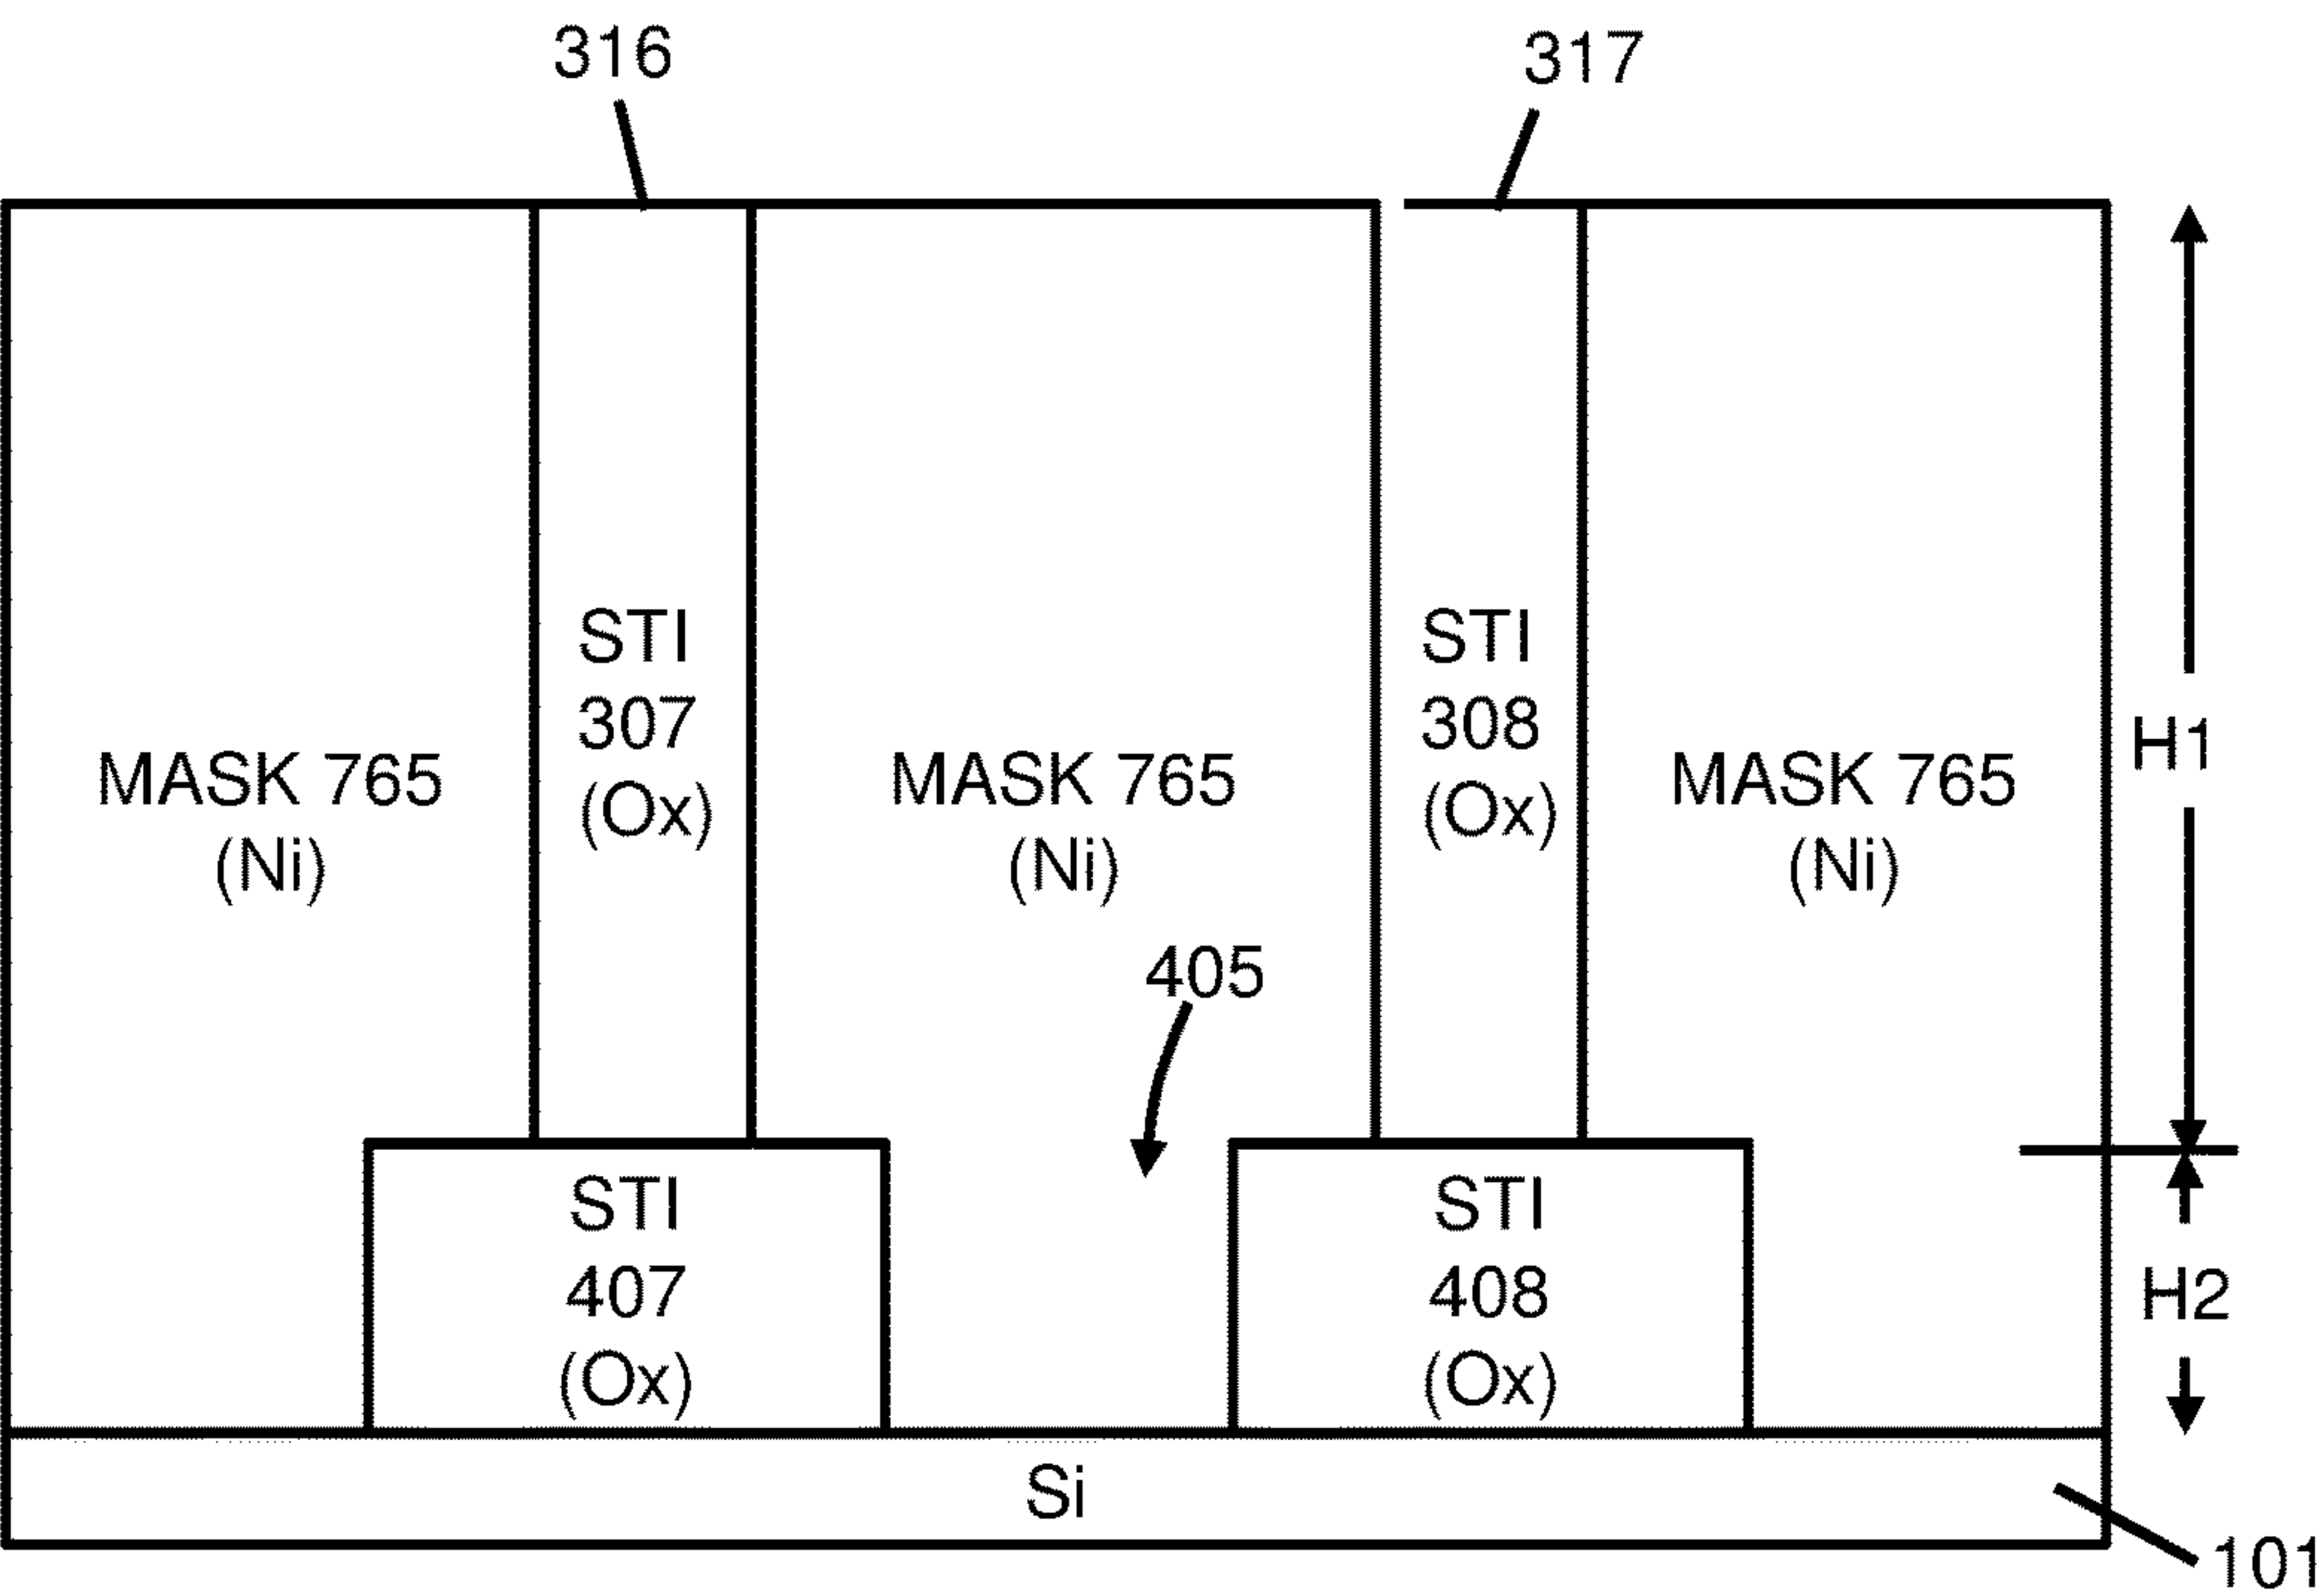 316
317
STI
307
(Ox)
STI
308
(Ox)
MASK 765
(Ni)
MASK 765
(Ni)
MASK 765
(Ni)
H1
405
STI
407
(Ox)
STI
408
(Ox)
H2
Si
101